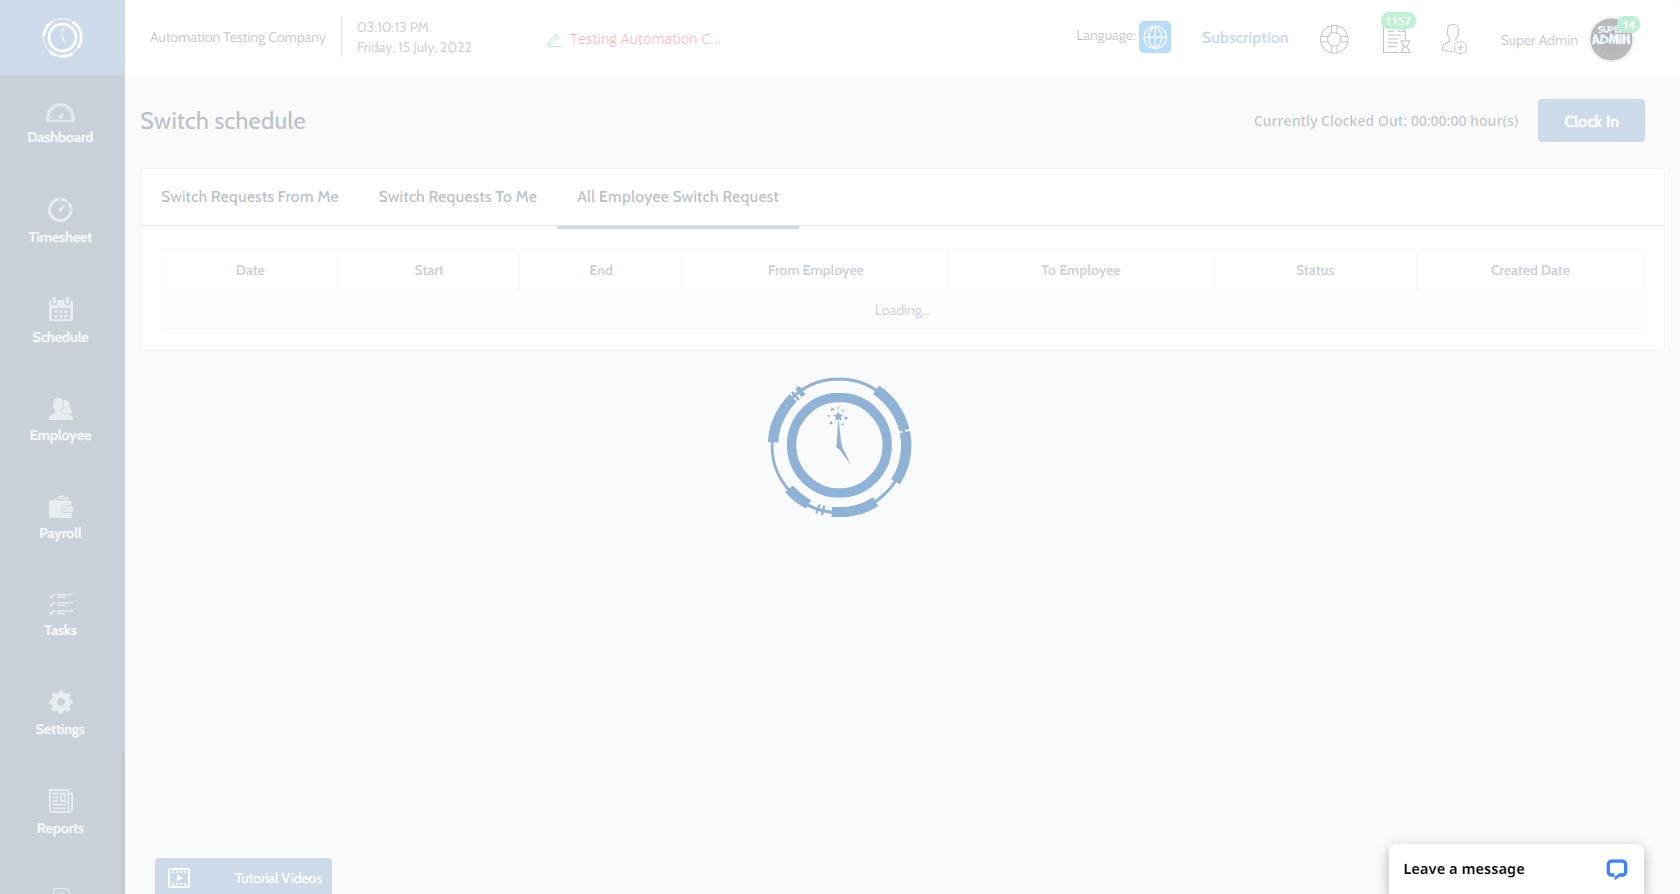 Automation Testing Company
03:10:13 PM
Friday, 15 July, 2022
Testing Automation C...
Language:
Subscription
1157
Super Admin
SUPER
ADMIN
14
Dashboard
Timesheet
Schedule
Employee
Payroll
Tasks
Settings
Reports
Switch schedule
Currently Clocked Out: 00:00:00 hour(s)
Clock In
Switch Requests From Me
Switch Requests To Me
All Employee Switch Request
Date
Start
End
From Employee
To Employee
Status
Created Date
Loading...
Tutorial Videos
Leave a message